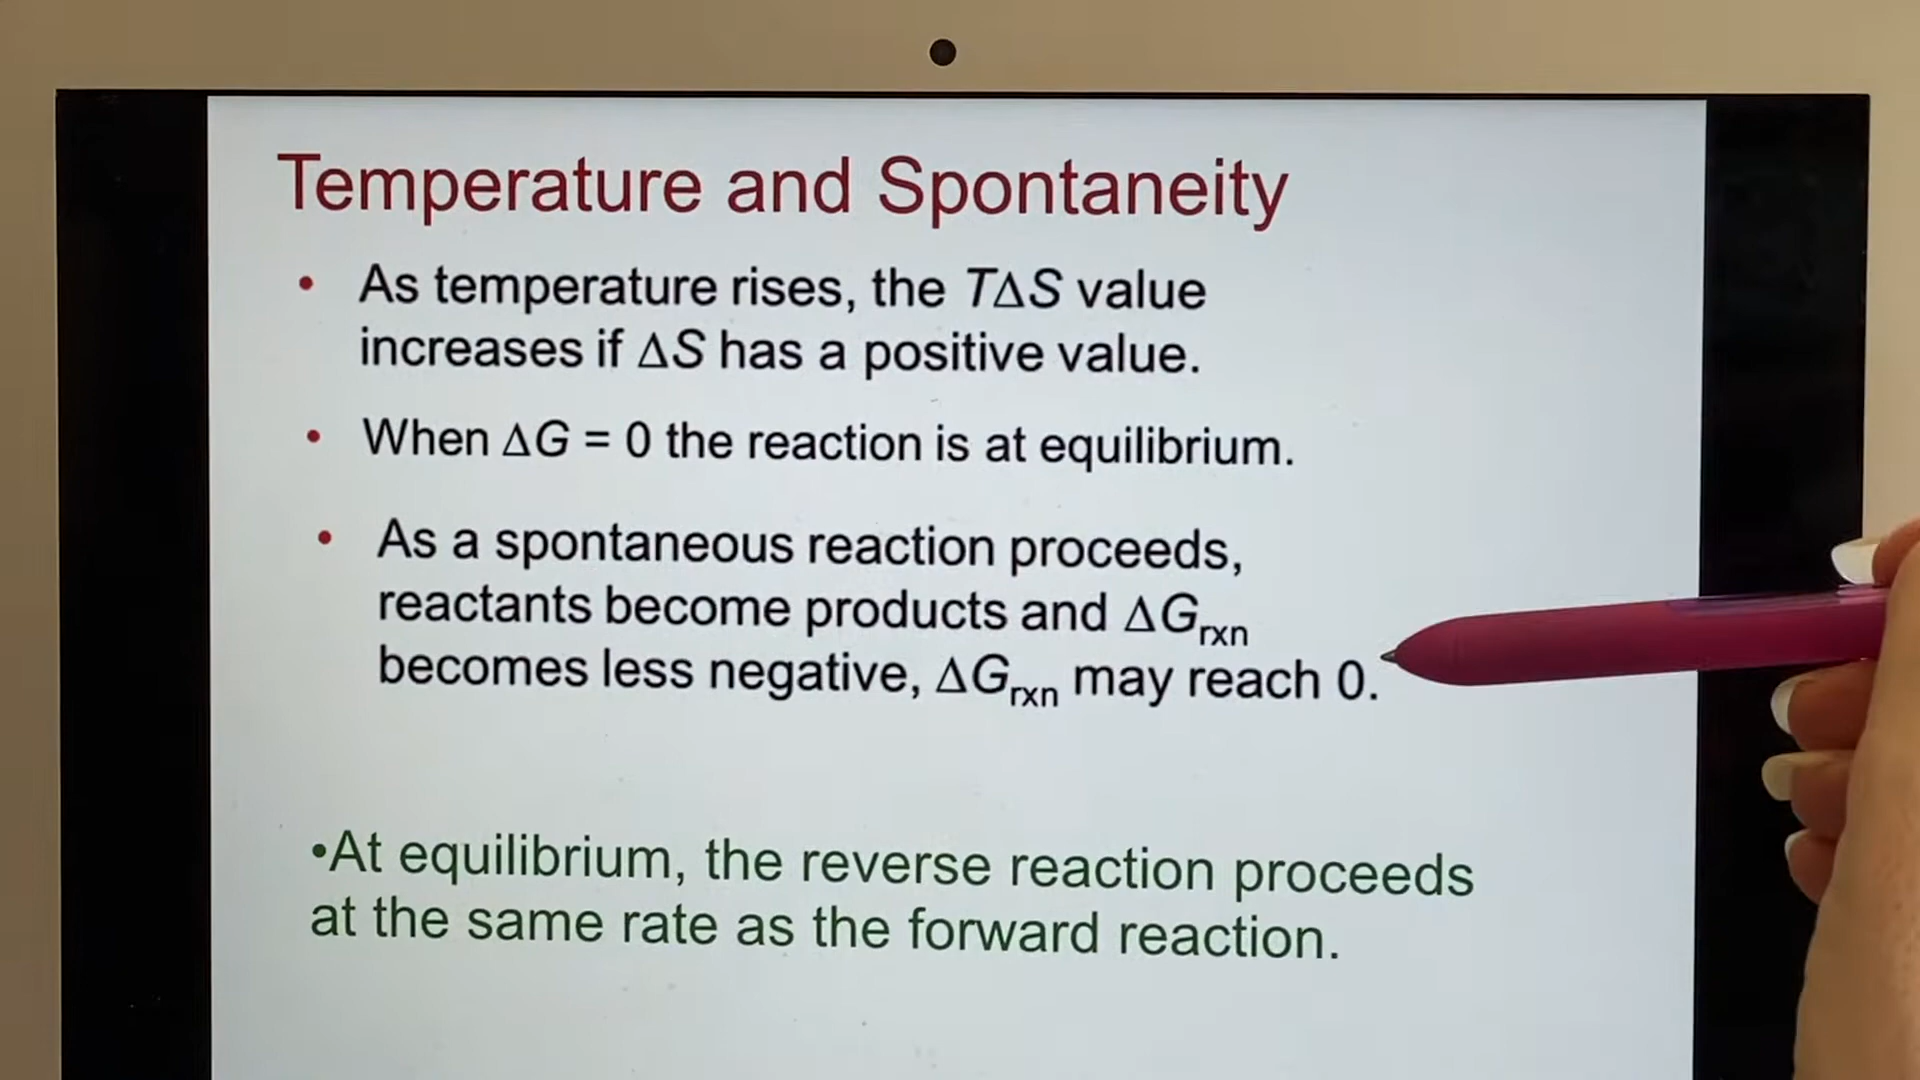 Temperature and Spontaneity
• As temperature rises, the TΔS value
increases if ΔS has a positive value.
• When ΔG = 0 the reaction is at equilibrium.
• As a spontaneous reaction proceeds,
reactants become products and ΔGrxn
becomes less negative, ΔGrxn may reach 0.
•At equilibrium, the reverse reaction proceeds
at the same rate as the forward reaction.